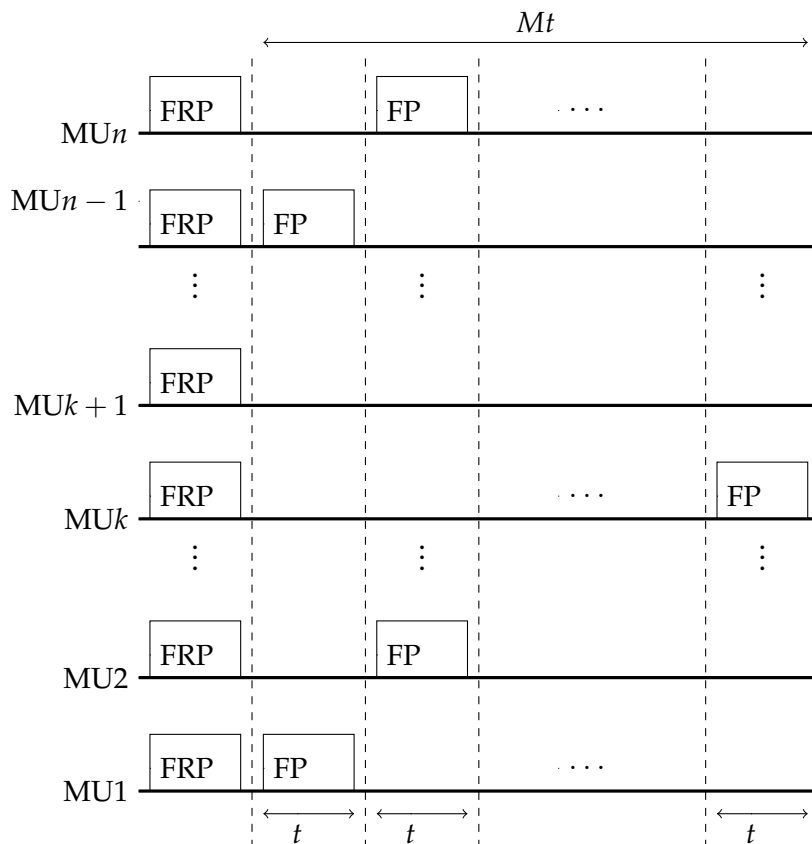 Mt
FRP FP ···
MUn
MUn − 1
FRP FP
⋮ ⋮ ⋮
FRP
MUk + 1
FRP ··· FP
MUk
⋮ ⋮ ⋮
FRP FP
MU2
FRP FP ···
MU1
t t t